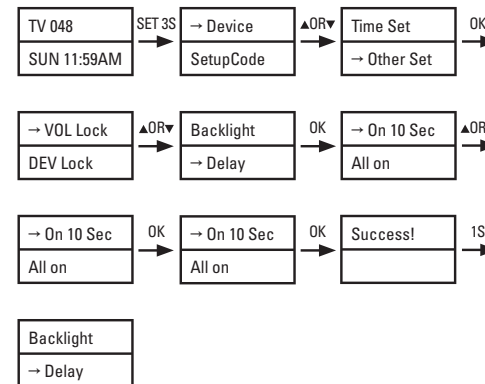 TV 048
SUN 11:59AM
SET 3S
→ Device
SetupCode
▲OR▼
Time Set
→ Other Set
OK
→ VOL Lock
DEV Lock
▲OR▼
Backlight
→ Delay
OK
→ On 10 Sec
All on
▲OR
→ On 10 Sec
All on
OK
→ On 10 Sec
All on
OK
Success!
1S
Backlight
→ Delay